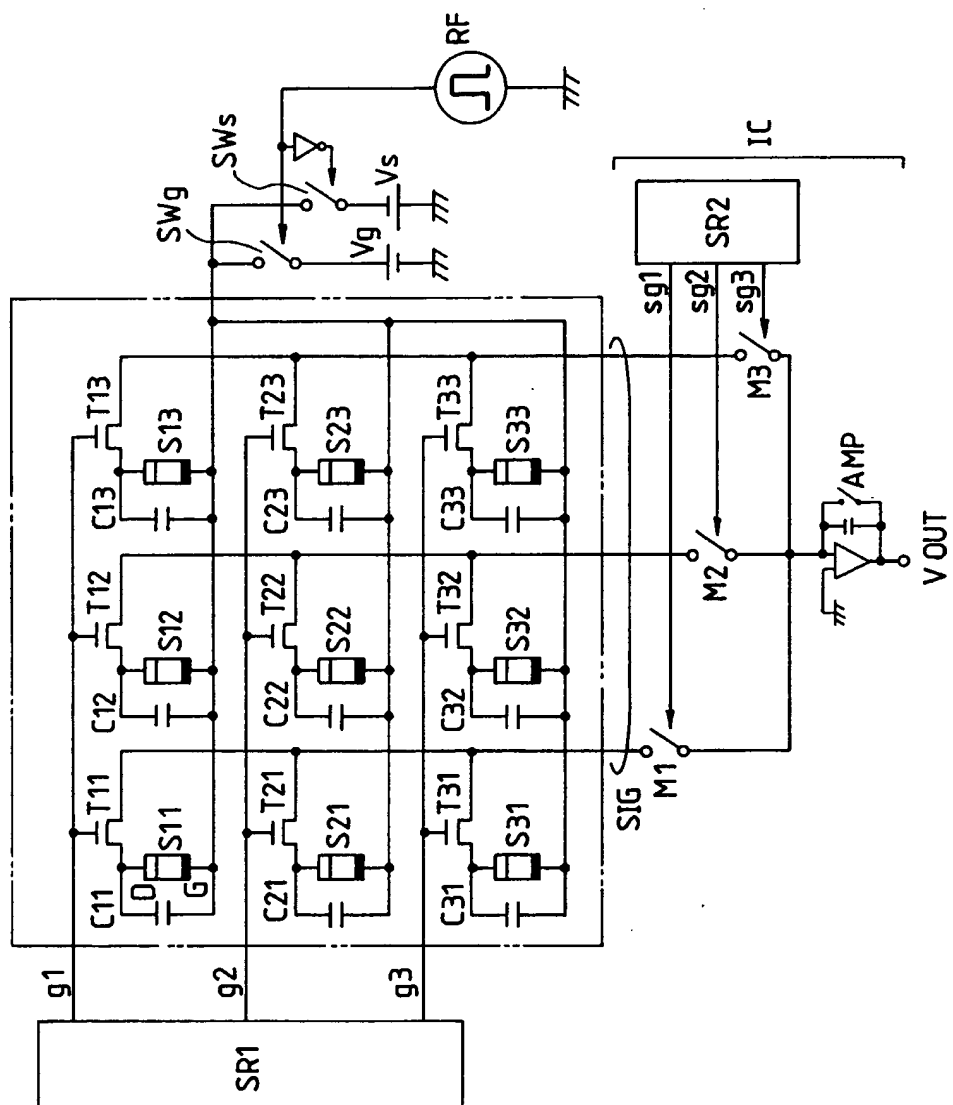 RF
SWs
SWg
Vs
Vg
T13
S13
C13
T12
S12
C12
T11
S11
C11
D
G
g1
T23
S23
C23
T22
S22
C22
T21
S21
C21
g2
T33
S33
C33
T32
S32
C32
T31
S31
C31
g3
SR1
SIG
IC
SR2
sg1
sg2
sg3
M3
M2
M1
AMP
V OUT